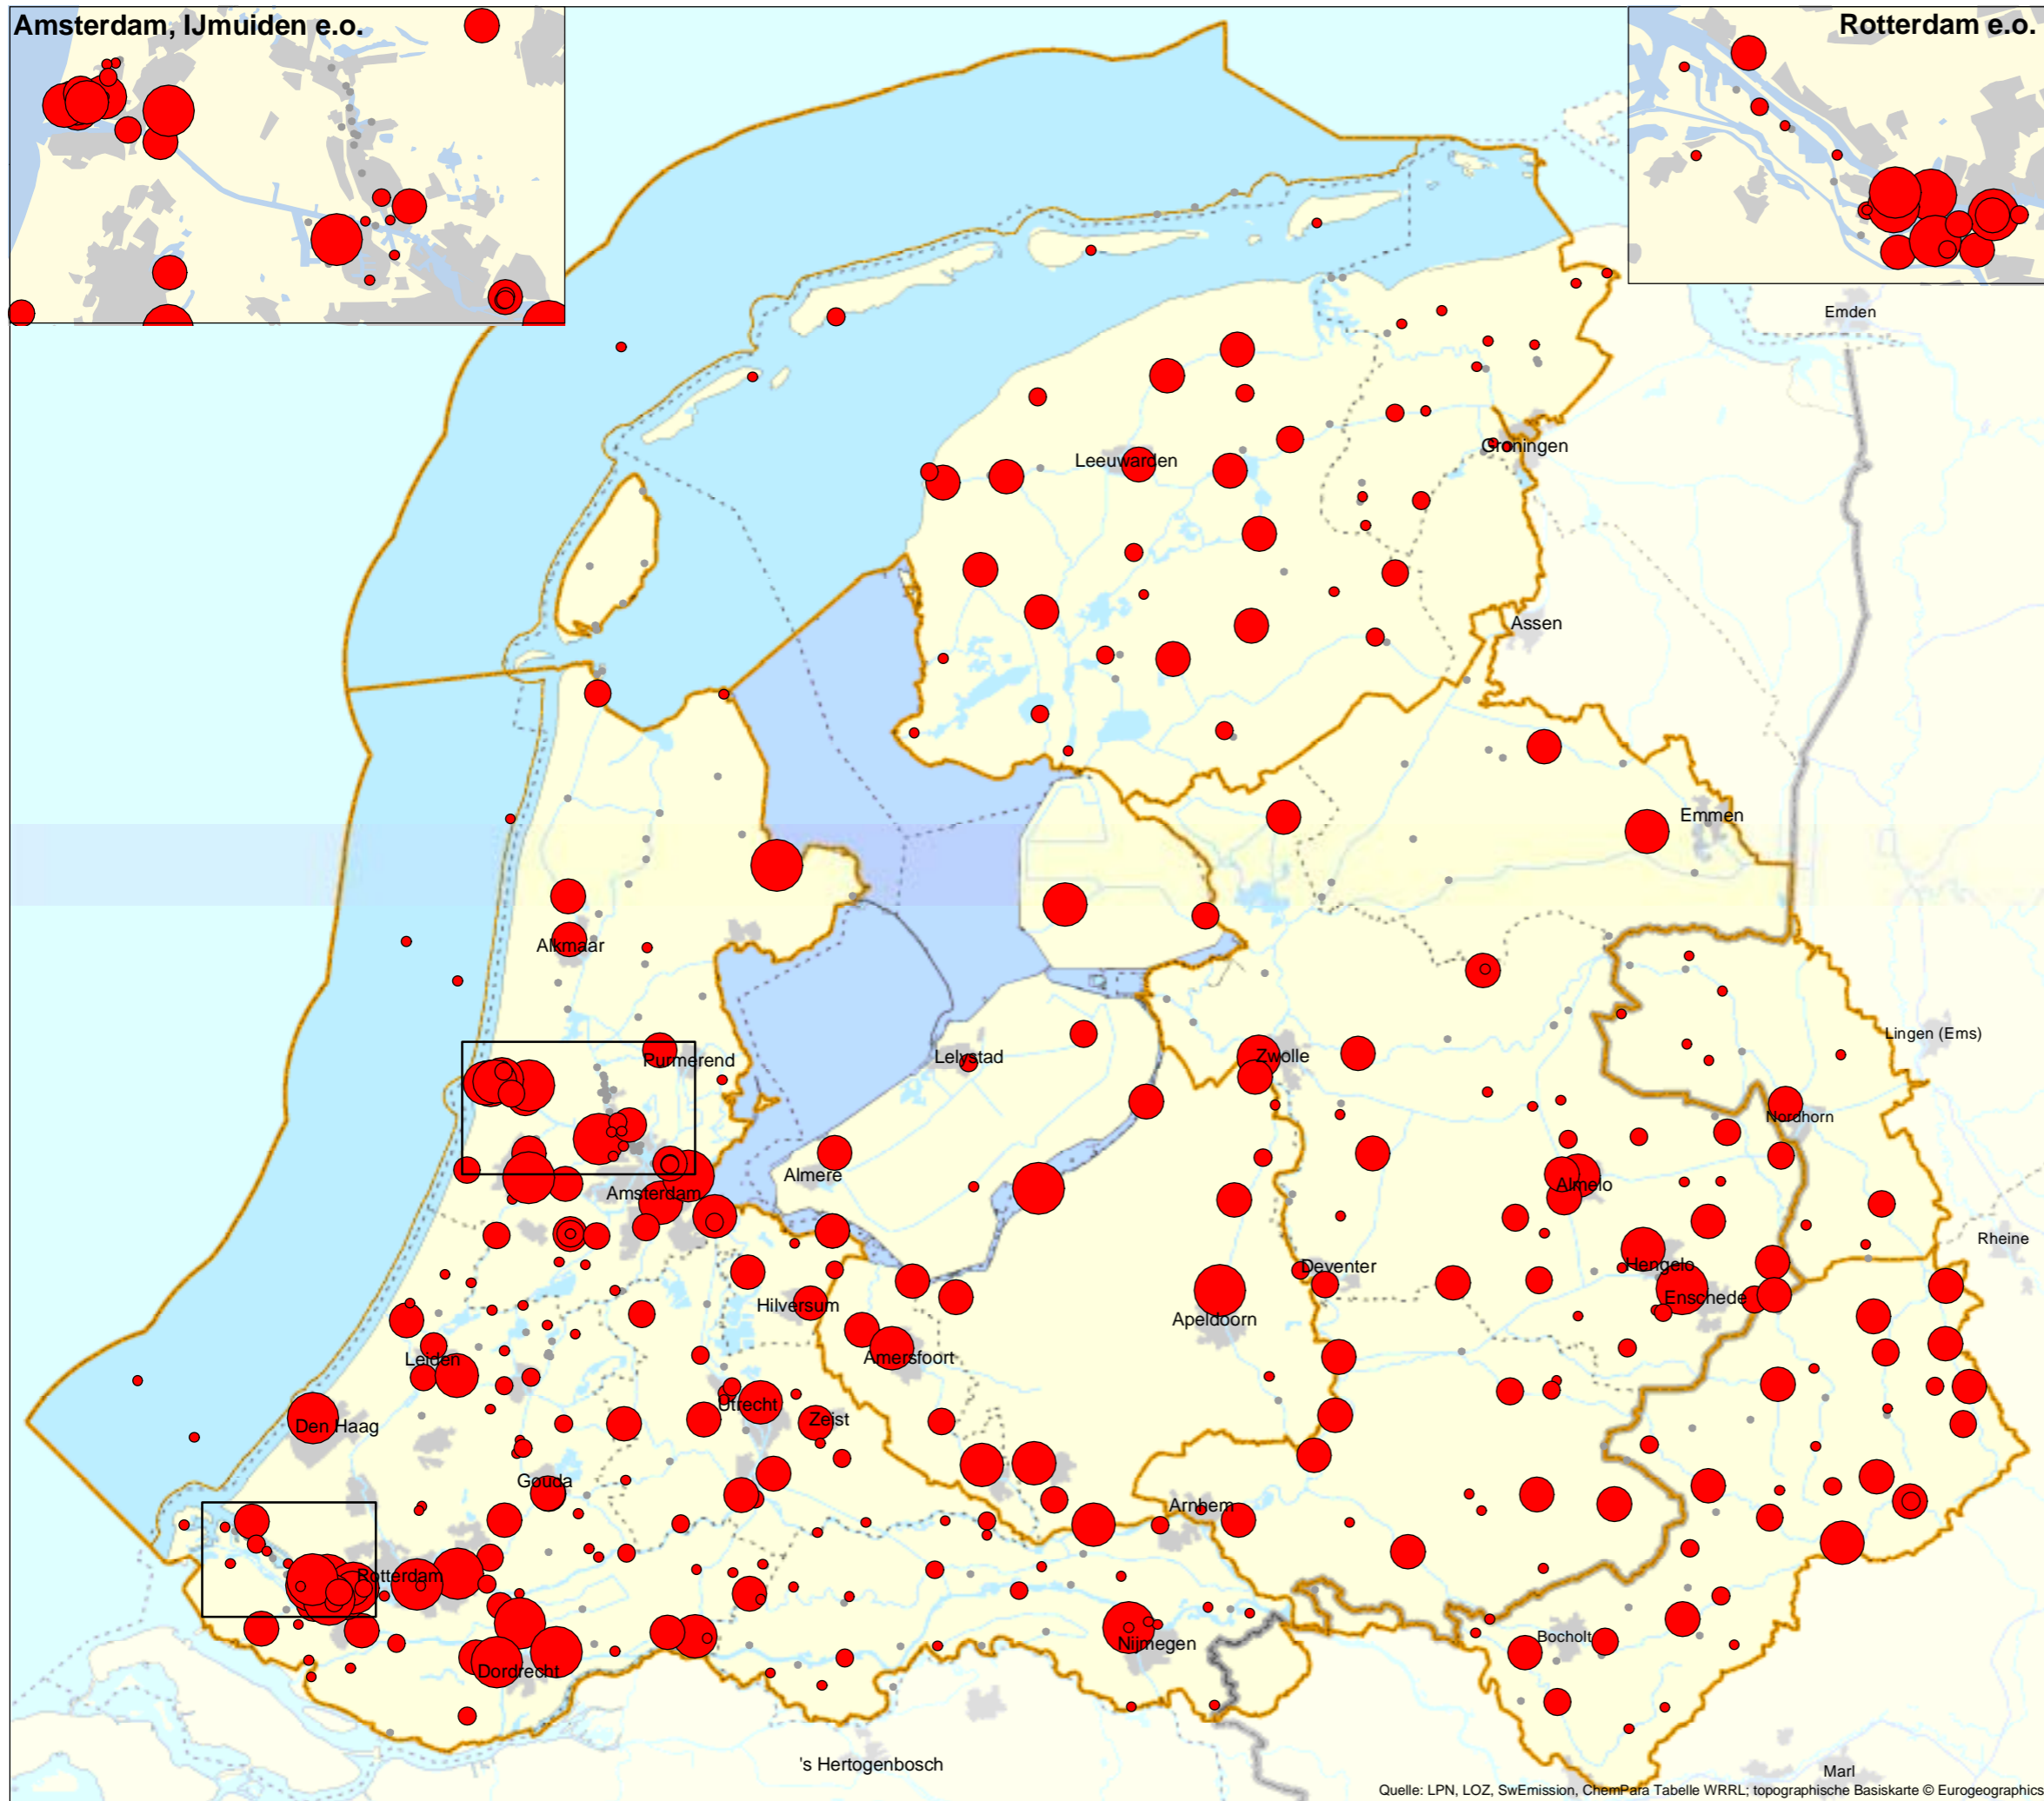 Amsterdam, IJmuiden e.o.
Rotterdam e.o.
Emden
Groningen
Leeuwarden
Assen
Emmen
Alkmaar
Lingen (Ems)
Purmerend
Lelystad
Zwolle
Nordhorn
Almere
Almelo
Amsterdam
Rheine
Deventer
Hengelo
Hilversum
Enschede
Apeldoorn
Leiden
Amersfoort
Utrecht
Zeist
Den Haag
Gouda
Arnhem
Rotterdam
Nijmegen
Bocholt
Dordrecht
's Hertogenbosch
Marl
Quelle: LPN, LOZ, SwEmission, ChemPara Tabelle WRRL; topographische Basiskarte © Eurogeographics